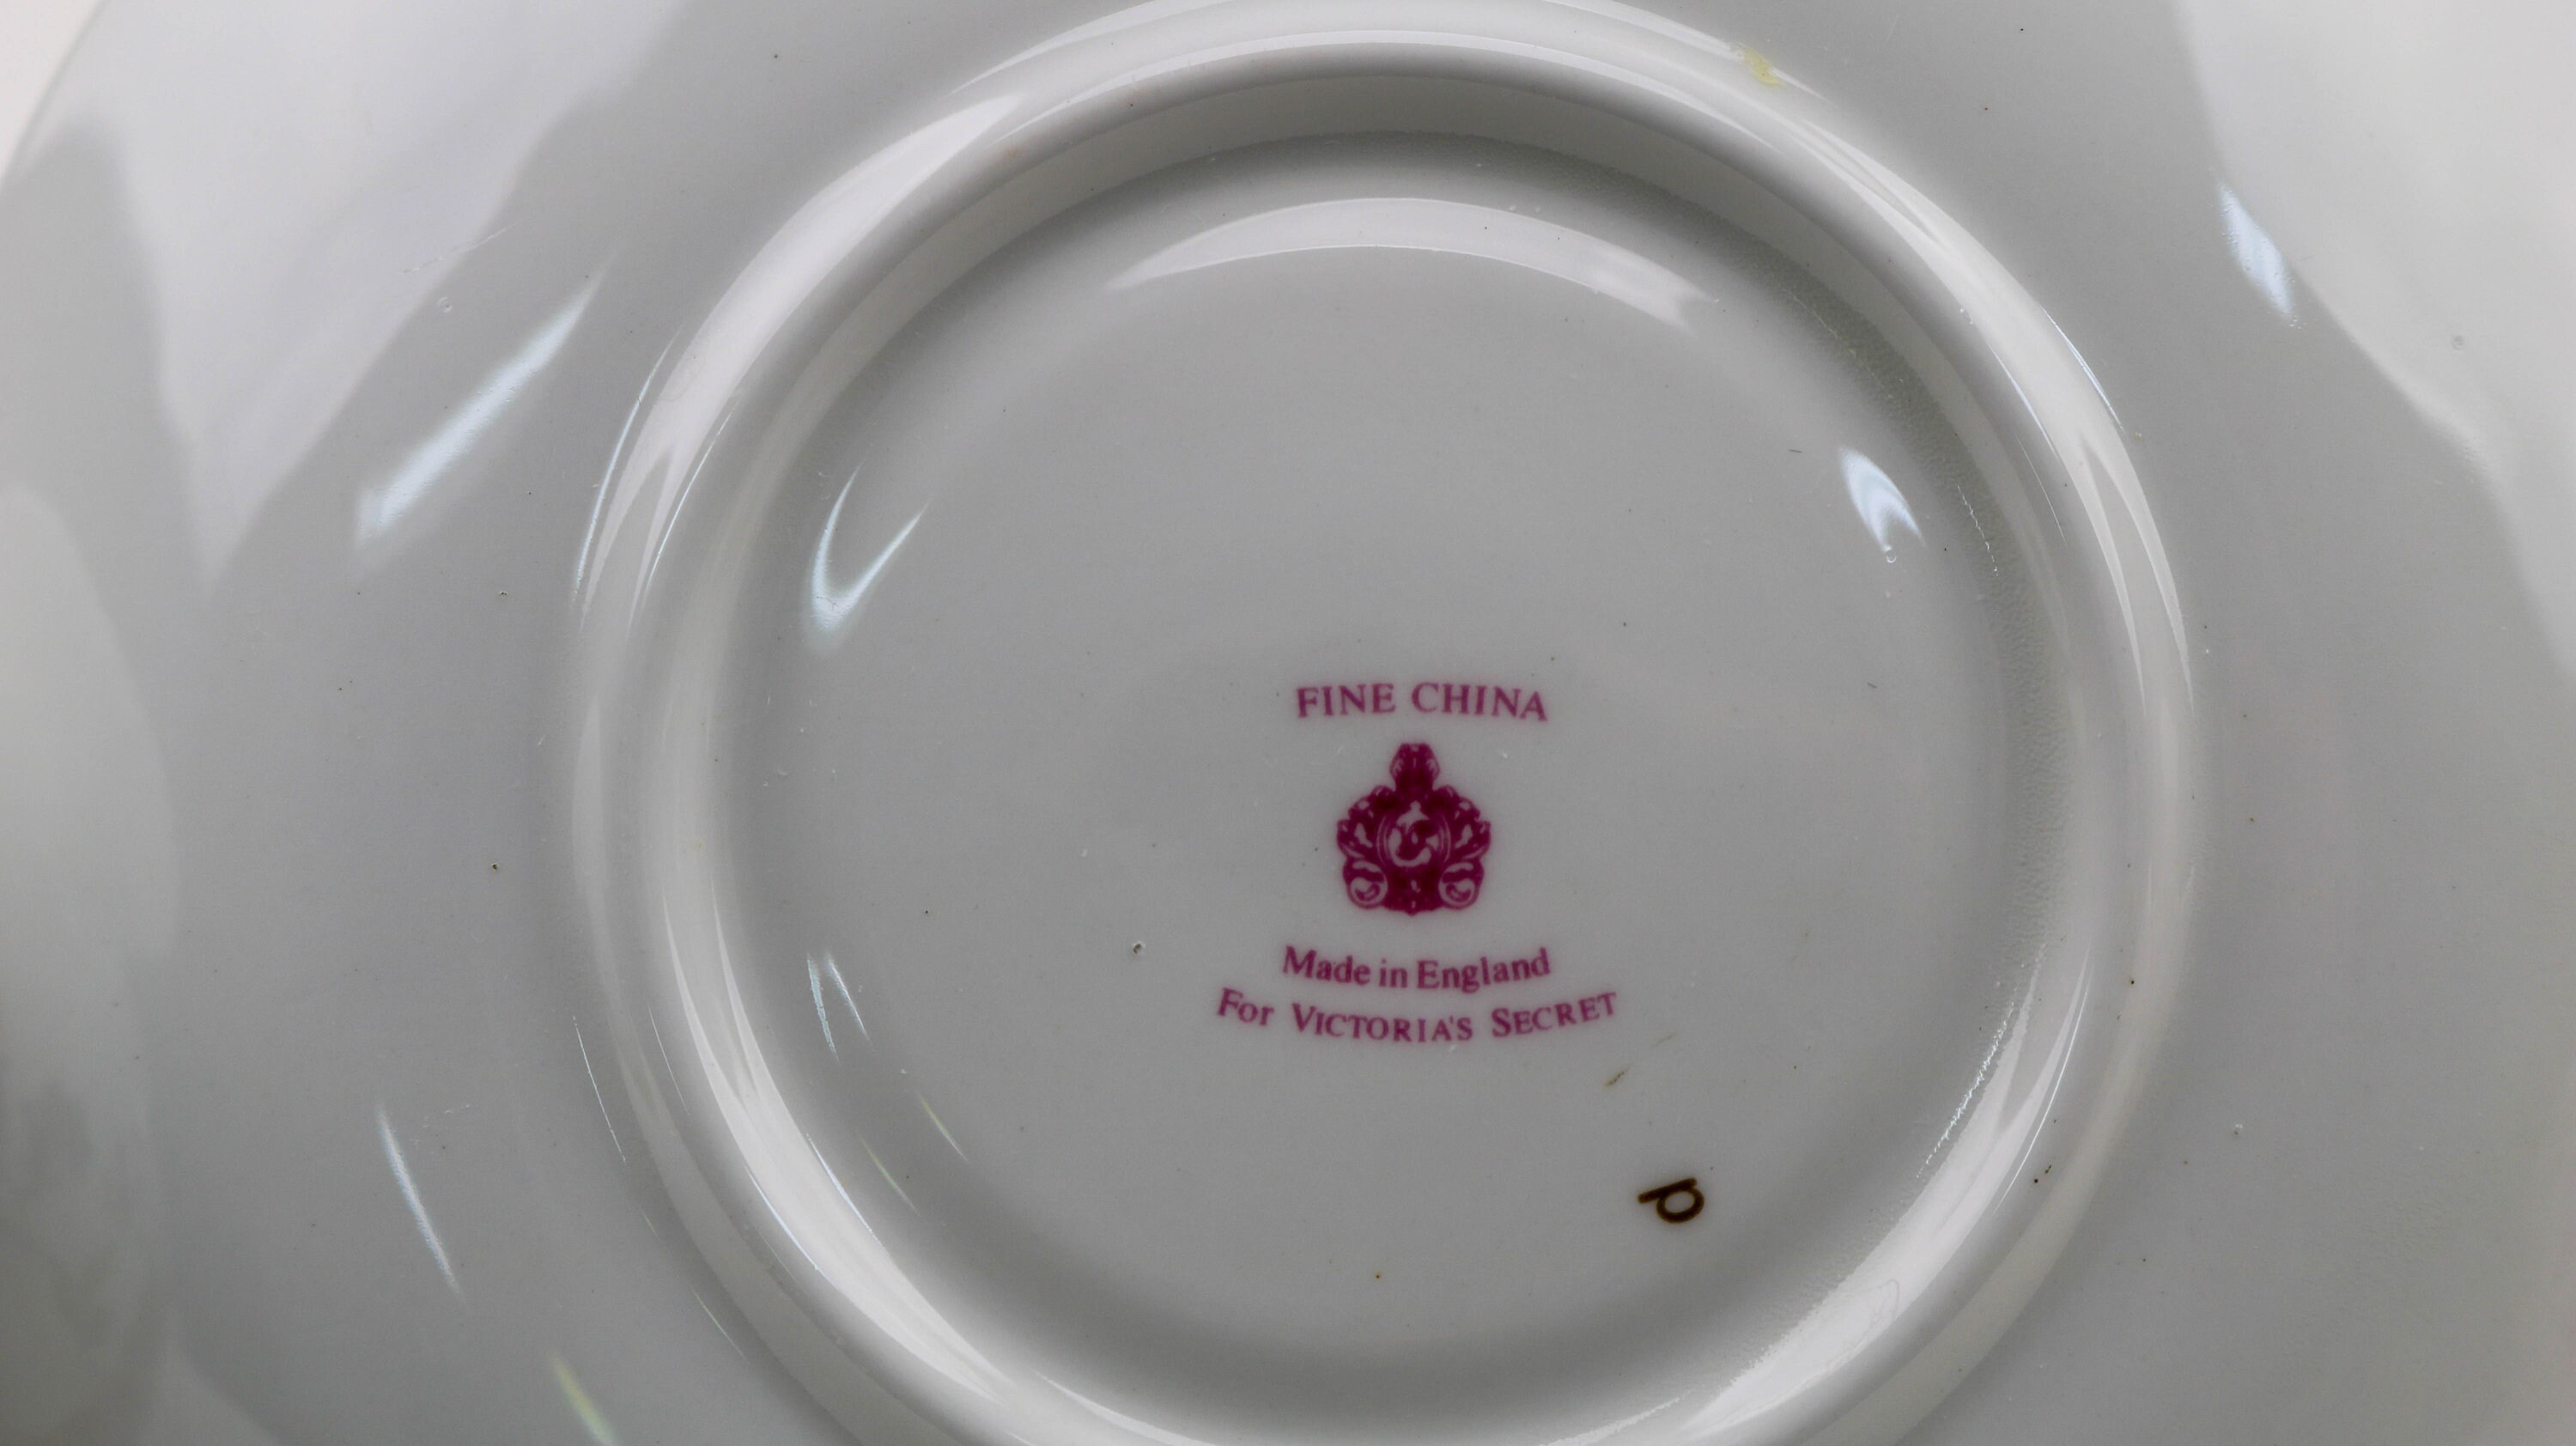 FINE CHINA
Made in England
For VICTORIA'S SECRET
d